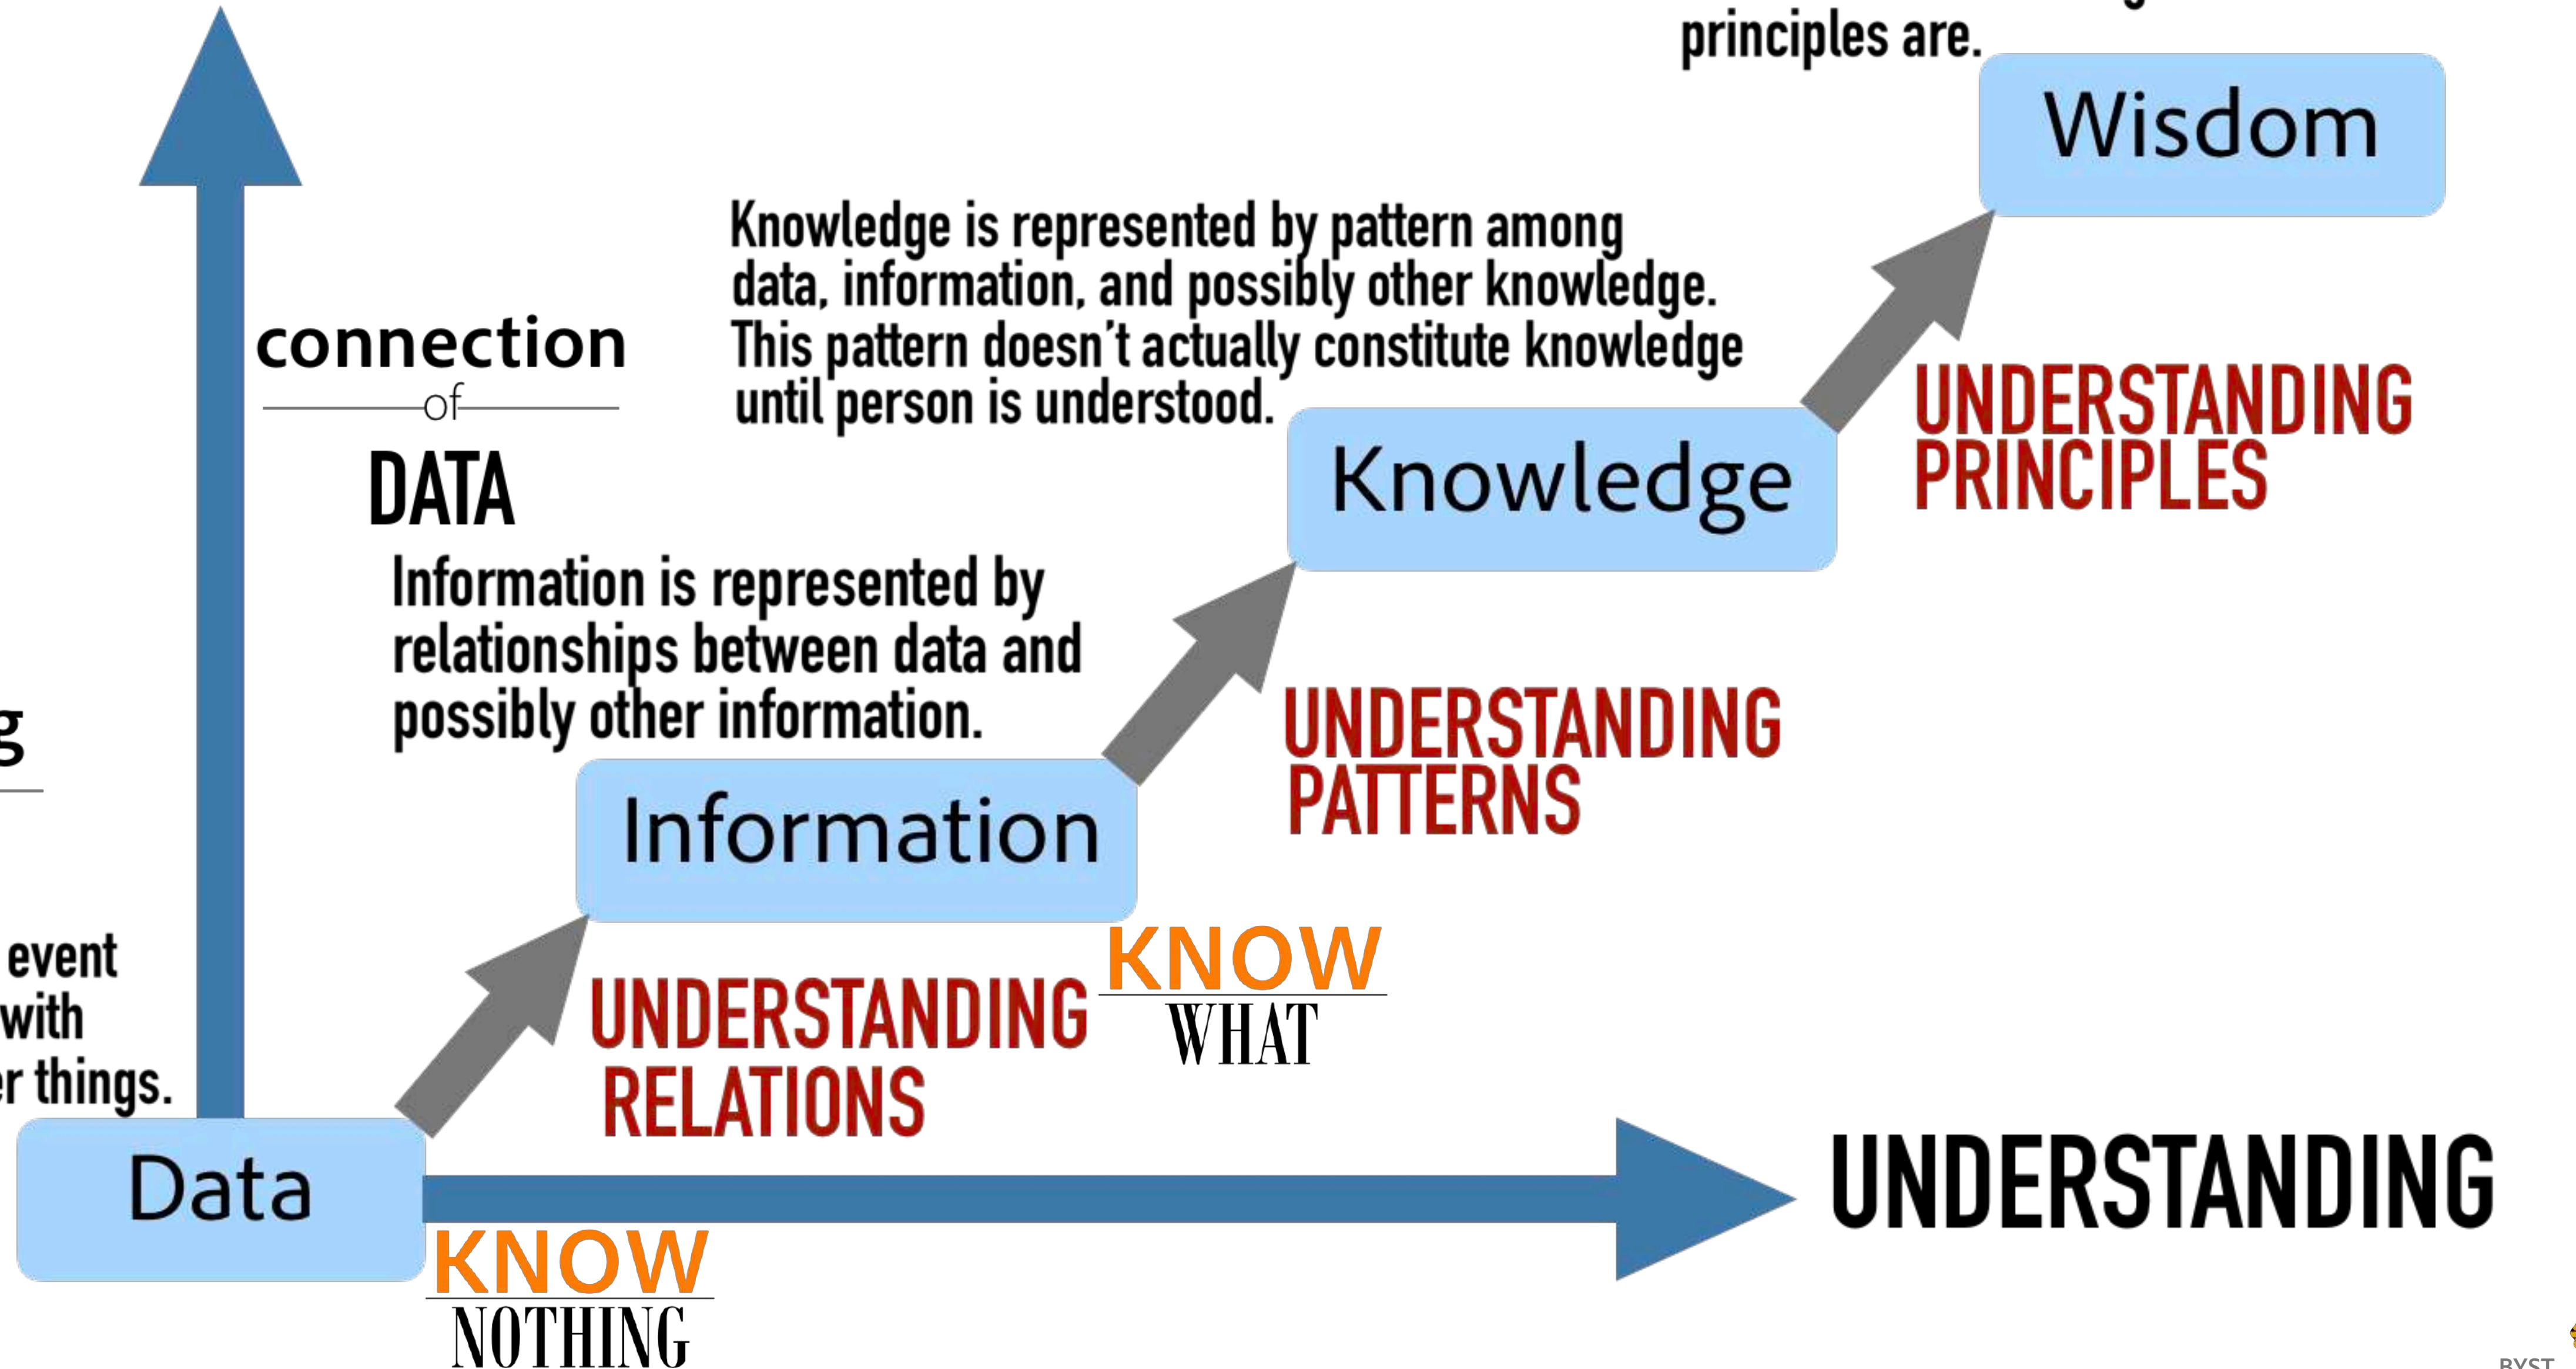 principles are.
Wisdom
Knowledge is represented by pattern among
data, information, and possibly other knowledge.
This pattern doesn't actually constitute knowledge
until person is understood.
connection
of
DATA
UNDERSTANDING
PRINCIPLES
Knowledge
Information is represented by
relationships between data and
possibly other information.
UNDERSTANDING
PATTERNS
g
Information
KNOW
WHAT
event
with
er things.
UNDERSTANDING
RELATIONS
Data
UNDERSTANDING
KNOW
NOTHING
BYST